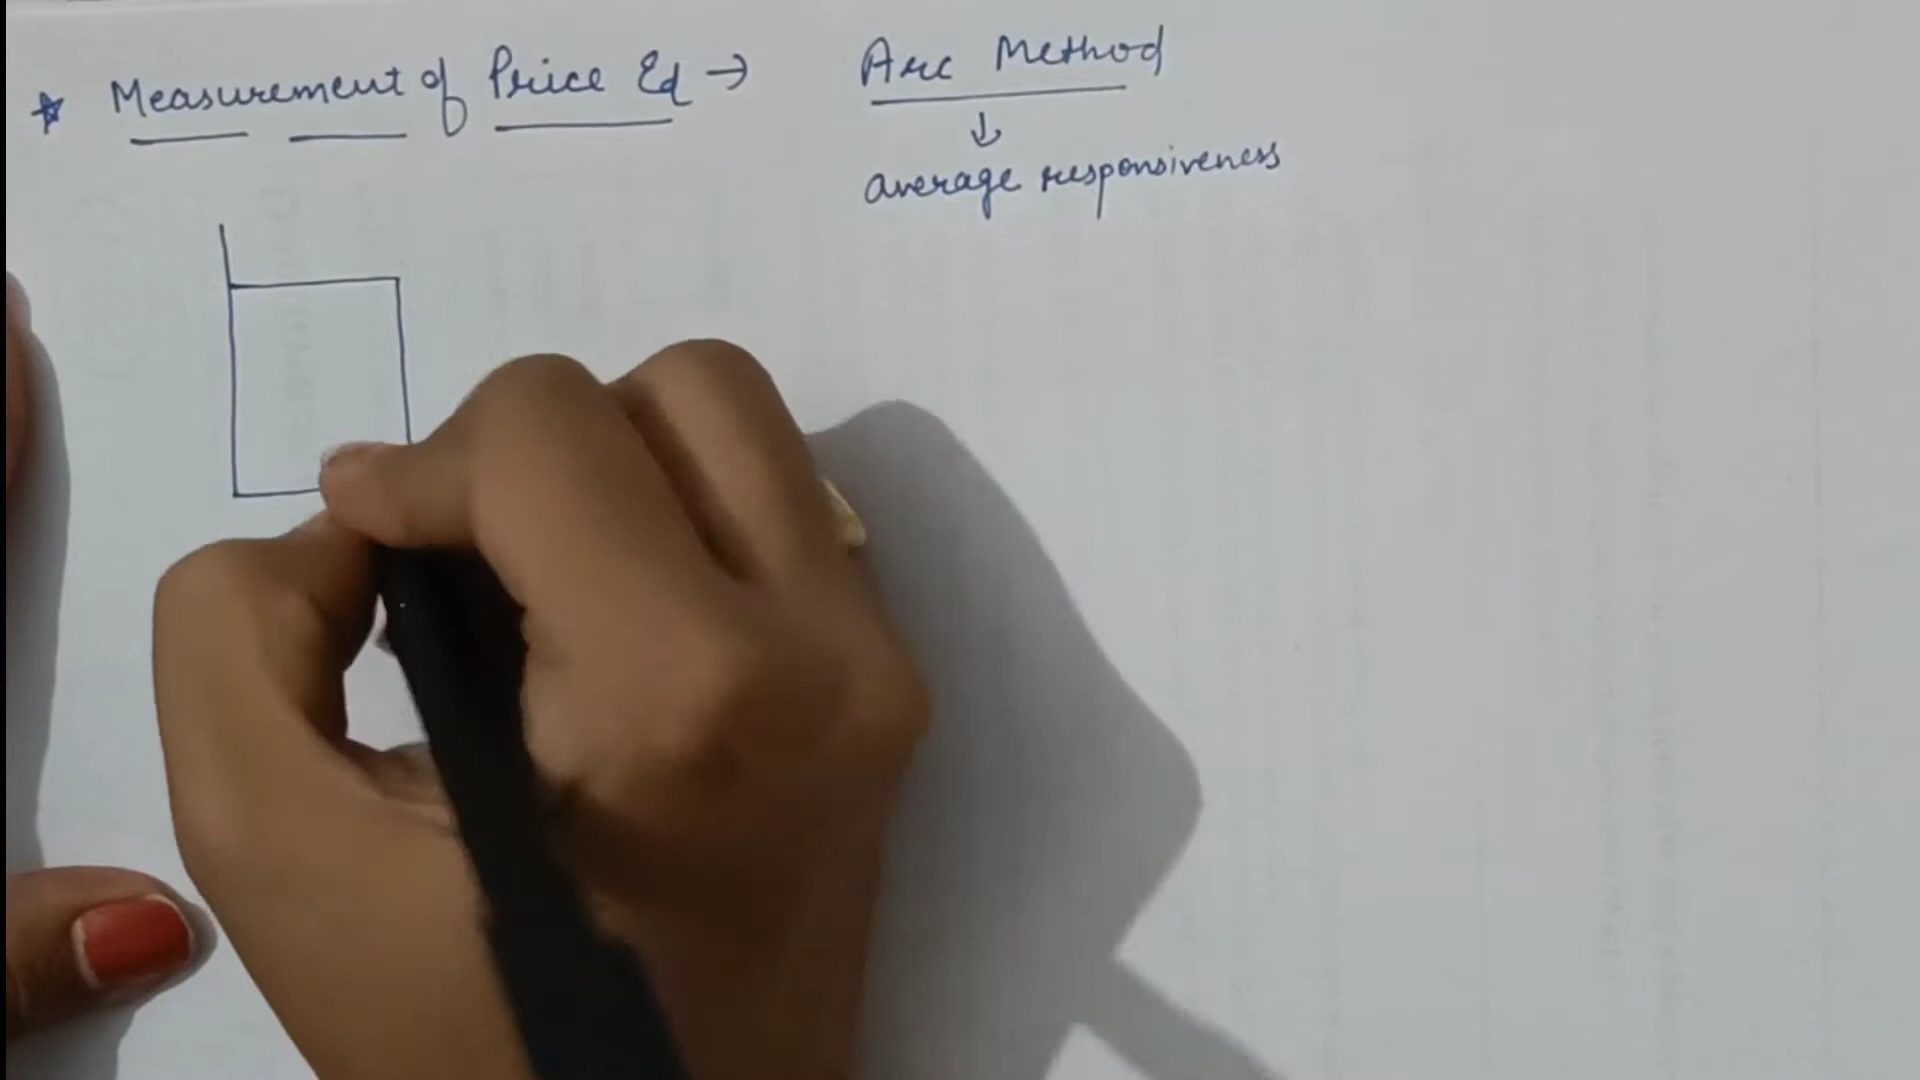 * Measurement of Price Ed → Arc Method
↓
average responsiveness